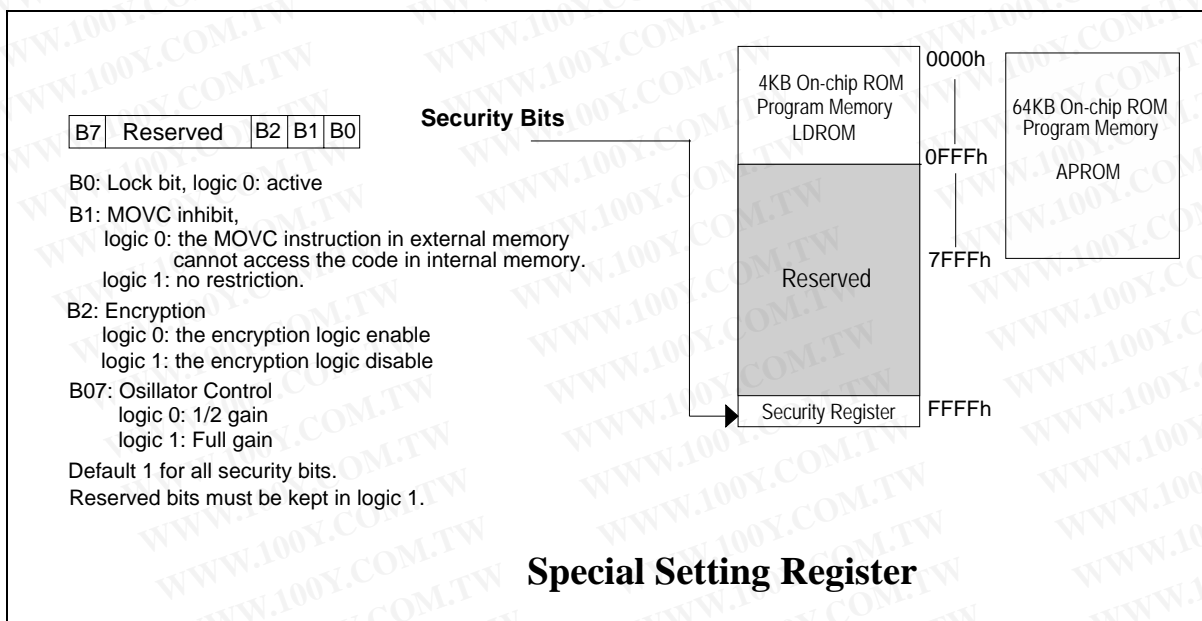 B7 Reserved B2 B1 B0
Security Bits
B0: Lock bit, logic 0: active
B1: MOVC inhibit,
logic 0: the MOVC instruction in external memory
cannot access the code in internal memory.
logic 1: no restriction.
B2: Encryption
logic 0: the encryption logic enable
logic 1: the encryption logic disable
B07: Osillator Control
logic 0: 1/2 gain
logic 1: Full gain
Default 1 for all security bits.
Reserved bits must be kept in logic 1.
4KB On-chip ROM
Program Memory
LDROM
0000h
0FFFh
Reserved
7FFFh
Security Register
FFFFh
64KB On-chip ROM
Program Memory
APROM
Special Setting Register
WWW.100Y.COM.TW